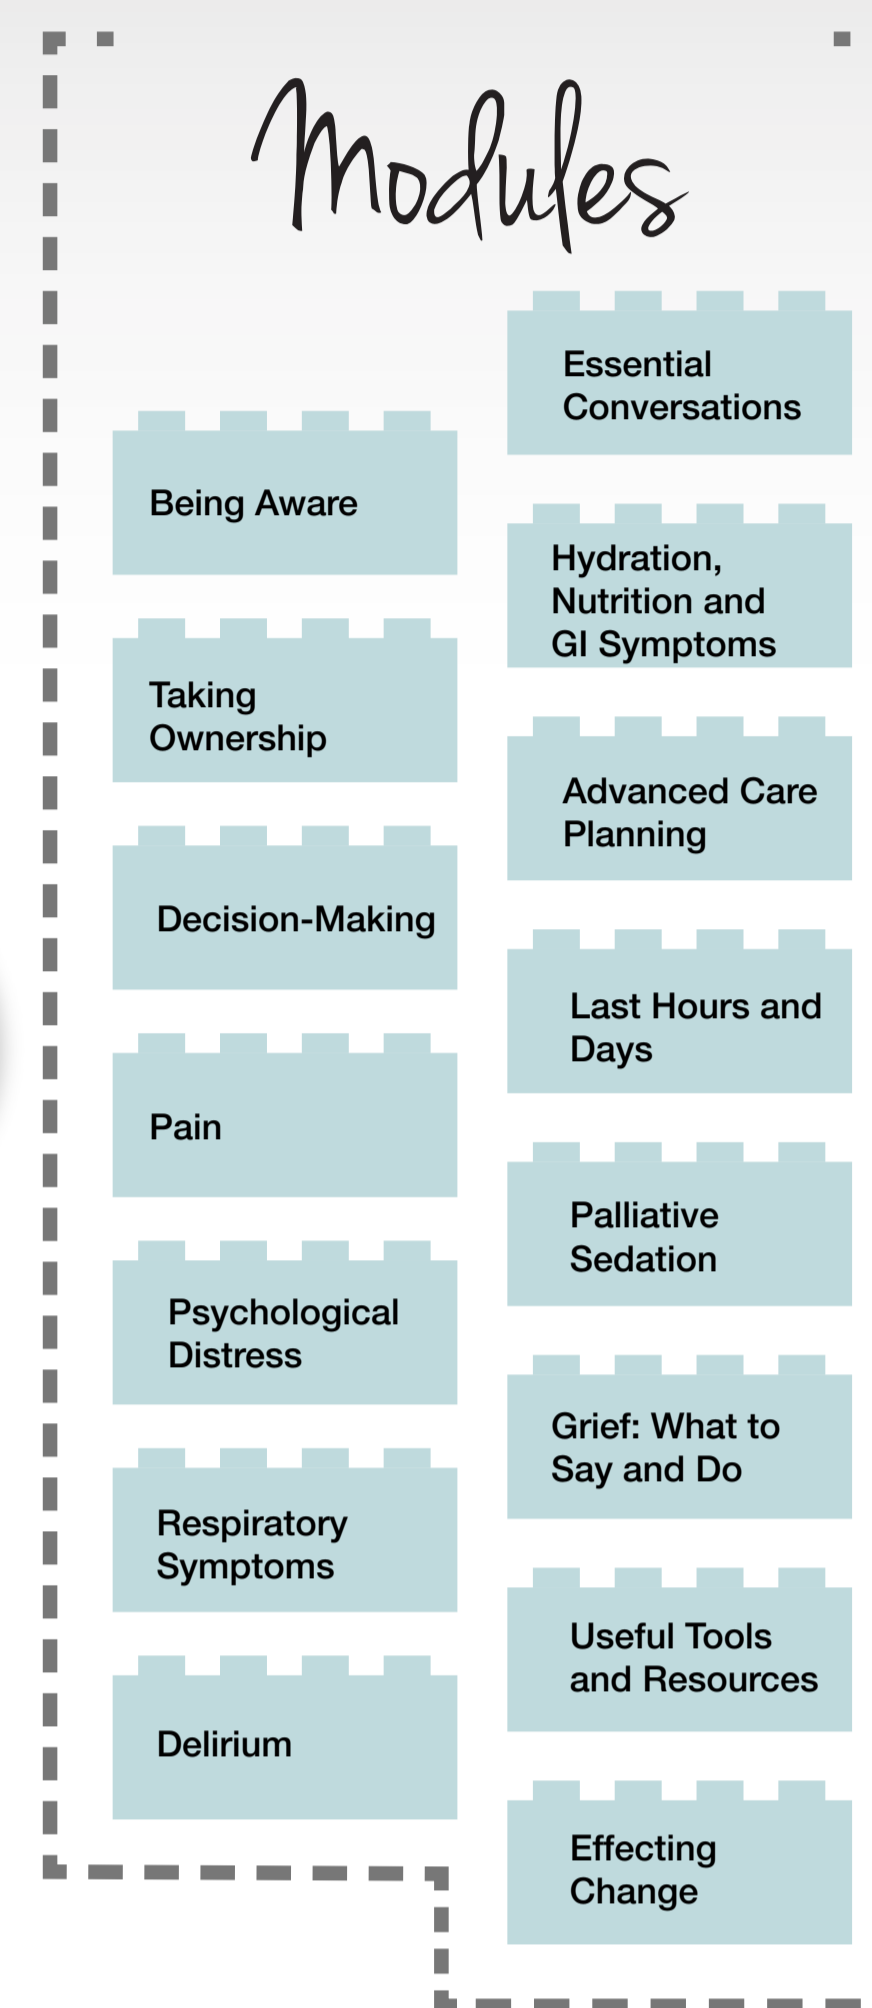 Modules
Being Aware
Taking
Ownership
Decision-Making
Pain
Psychological
Distress
Respiratory
Symptoms
Delirium
Essential
Conversations
Hydration,
Nutrition and
GI Symptoms
Advanced Care
Planning
Last Hours and
Days
Palliative
Sedation
Grief: What to
Say and Do
Useful Tools
and Resources
Effecting
Change